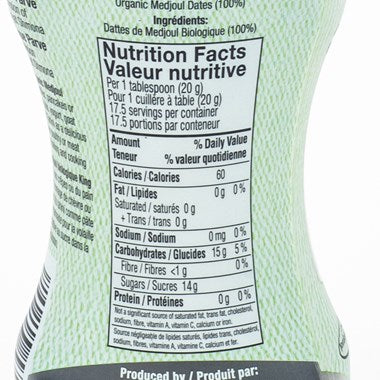 Organic Medjool Dates (100%)
Ingrédients:
Dattes de Medjoul Biologique (100%)
Nutrition Facts
Valeur nutritive
Per 1 tablespoon (20 g)
Pour 1 cuillère à table (20 g)
17.5 servings per container
17.5 portions par conteneur
Amount % Daily Value
Teneur % valeur quotidienne
Calories / Calories 60
Fat / Lipides 0 g 0 %
Saturated / saturés 0 g
+ Trans / trans 0 g 0 %
Sodium / Sodium 0 mg 0 %
Carbohydrates / Glucides 15 g 5 %
Fibre / Fibres <1 g 0 %
Sugars / Sucres 14 g
Protein / Protéines 0 g 0 %
Not a significant source of saturated fat, trans fat, cholesterol,
sodium, fibre, vitamin A, vitamin C, calcium or iron.
Source négligeable de lipides saturés, lipides trans, cholestérol,
sodium, fibres, vitamine A, vitamine C, calcium et fer.
Produced by / Produit par: